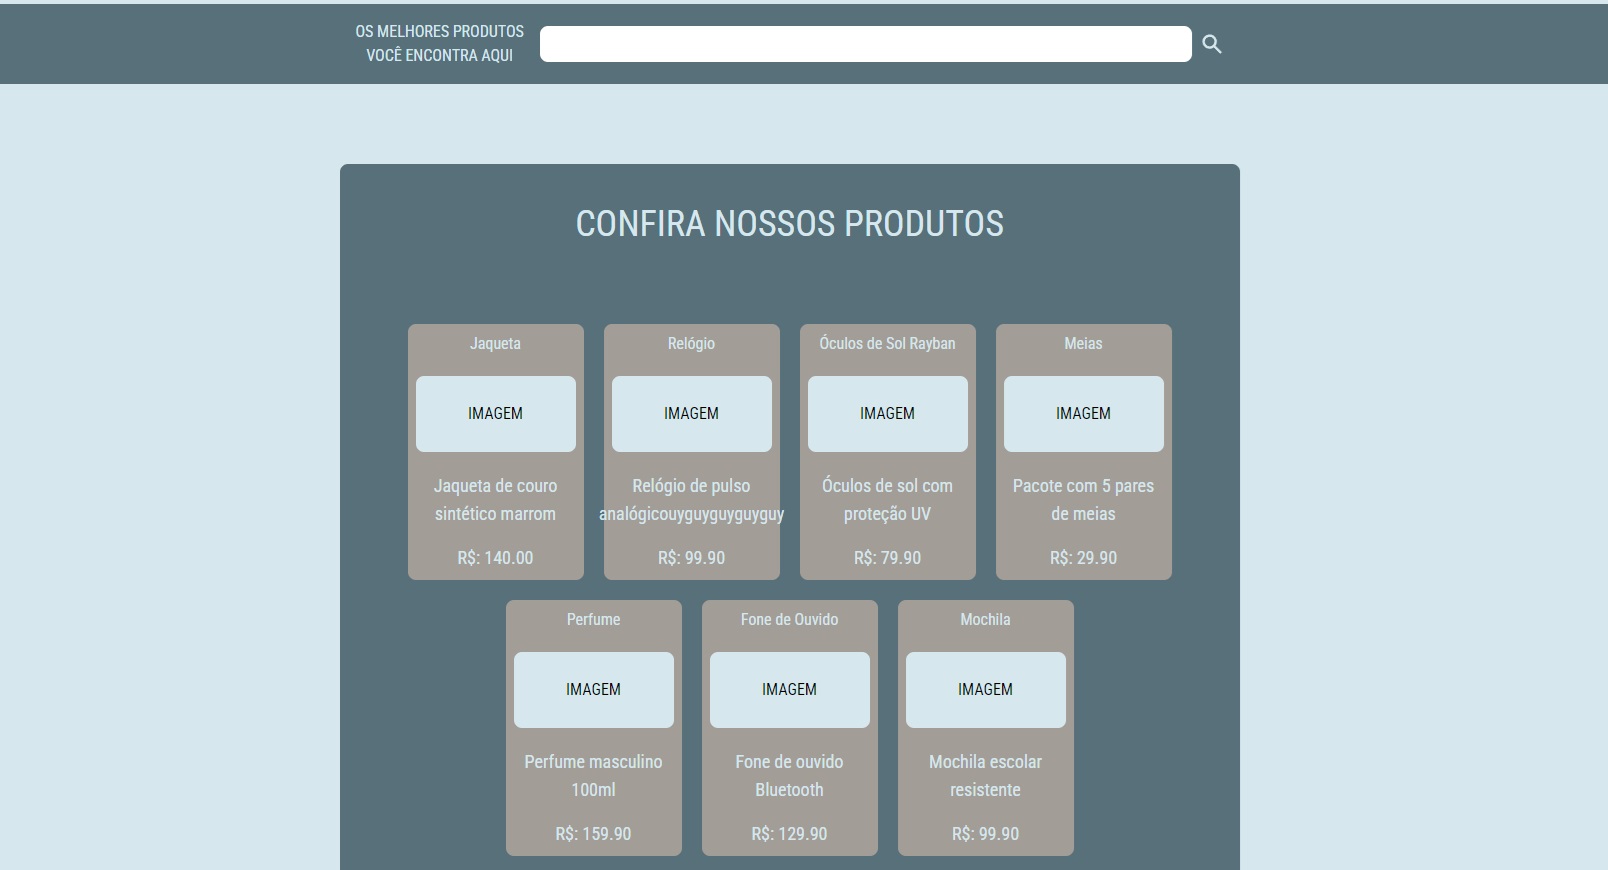 OS MELHORES PRODUTOS
VOCÊ ENCONTRA AQUI
CONFIRA NOSSOS PRODUTOS
Jaqueta
IMAGEM
Jaqueta de couro
sintético marrom
R$: 140.00
Relógio
IMAGEM
Relógio de pulso
analógicouyguyguyguyguy
R$: 99.90
Óculos de Sol Rayban
IMAGEM
Óculos de sol com
proteção UV
R$: 79.90
Meias
IMAGEM
Pacote com 5 pares
de meias
R$: 29.90
Perfume
IMAGEM
Perfume masculino
100ml
R$: 159.90
Fone de Ouvido
IMAGEM
Fone de ouvido
Bluetooth
R$: 129.90
Mochila
IMAGEM
Mochila escolar
resistente
R$: 99.90